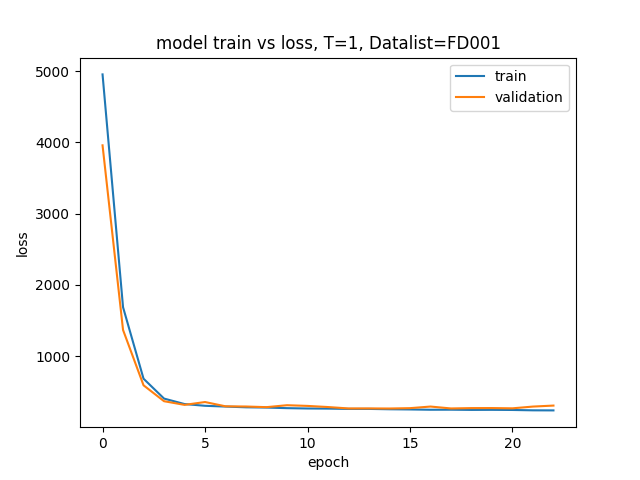 model train vs loss, T=1, Datalist=FD001
train
validation
5000
4000
3000
2000
1000
loss
0
5
10
15
20
epoch